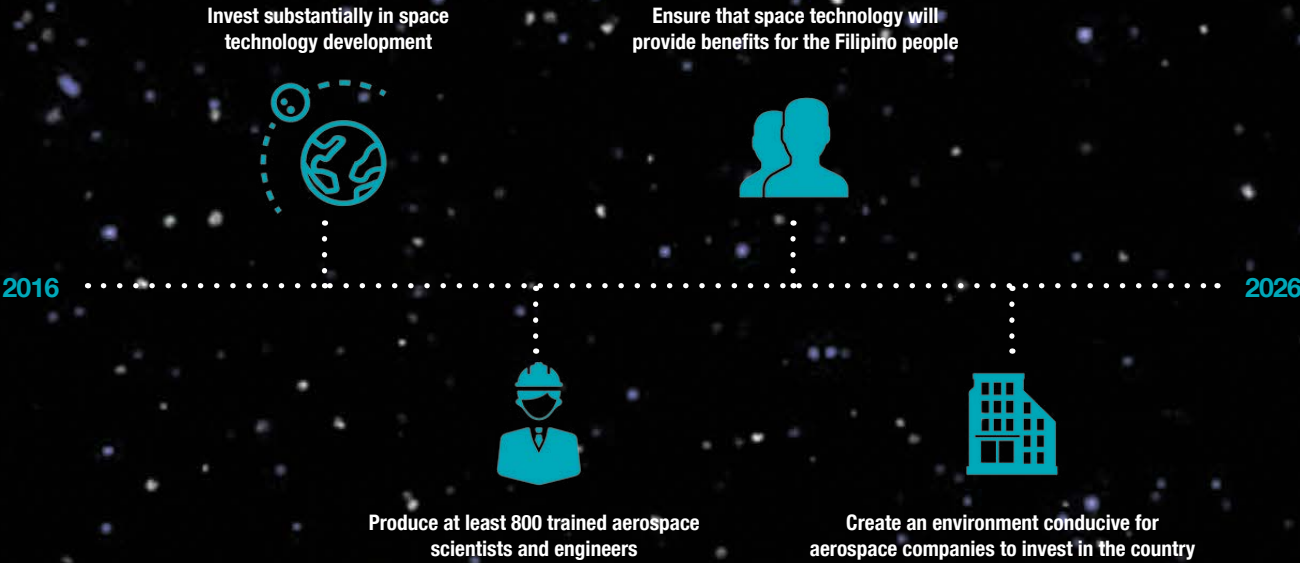 Invest substantially in space
technology development
Ensure that space technology will
provide benefits for the Filipino people
2016
2026
Produce at least 800 trained aerospace
scientists and engineers
Create an environment conducive for
aerospace companies to invest in the country